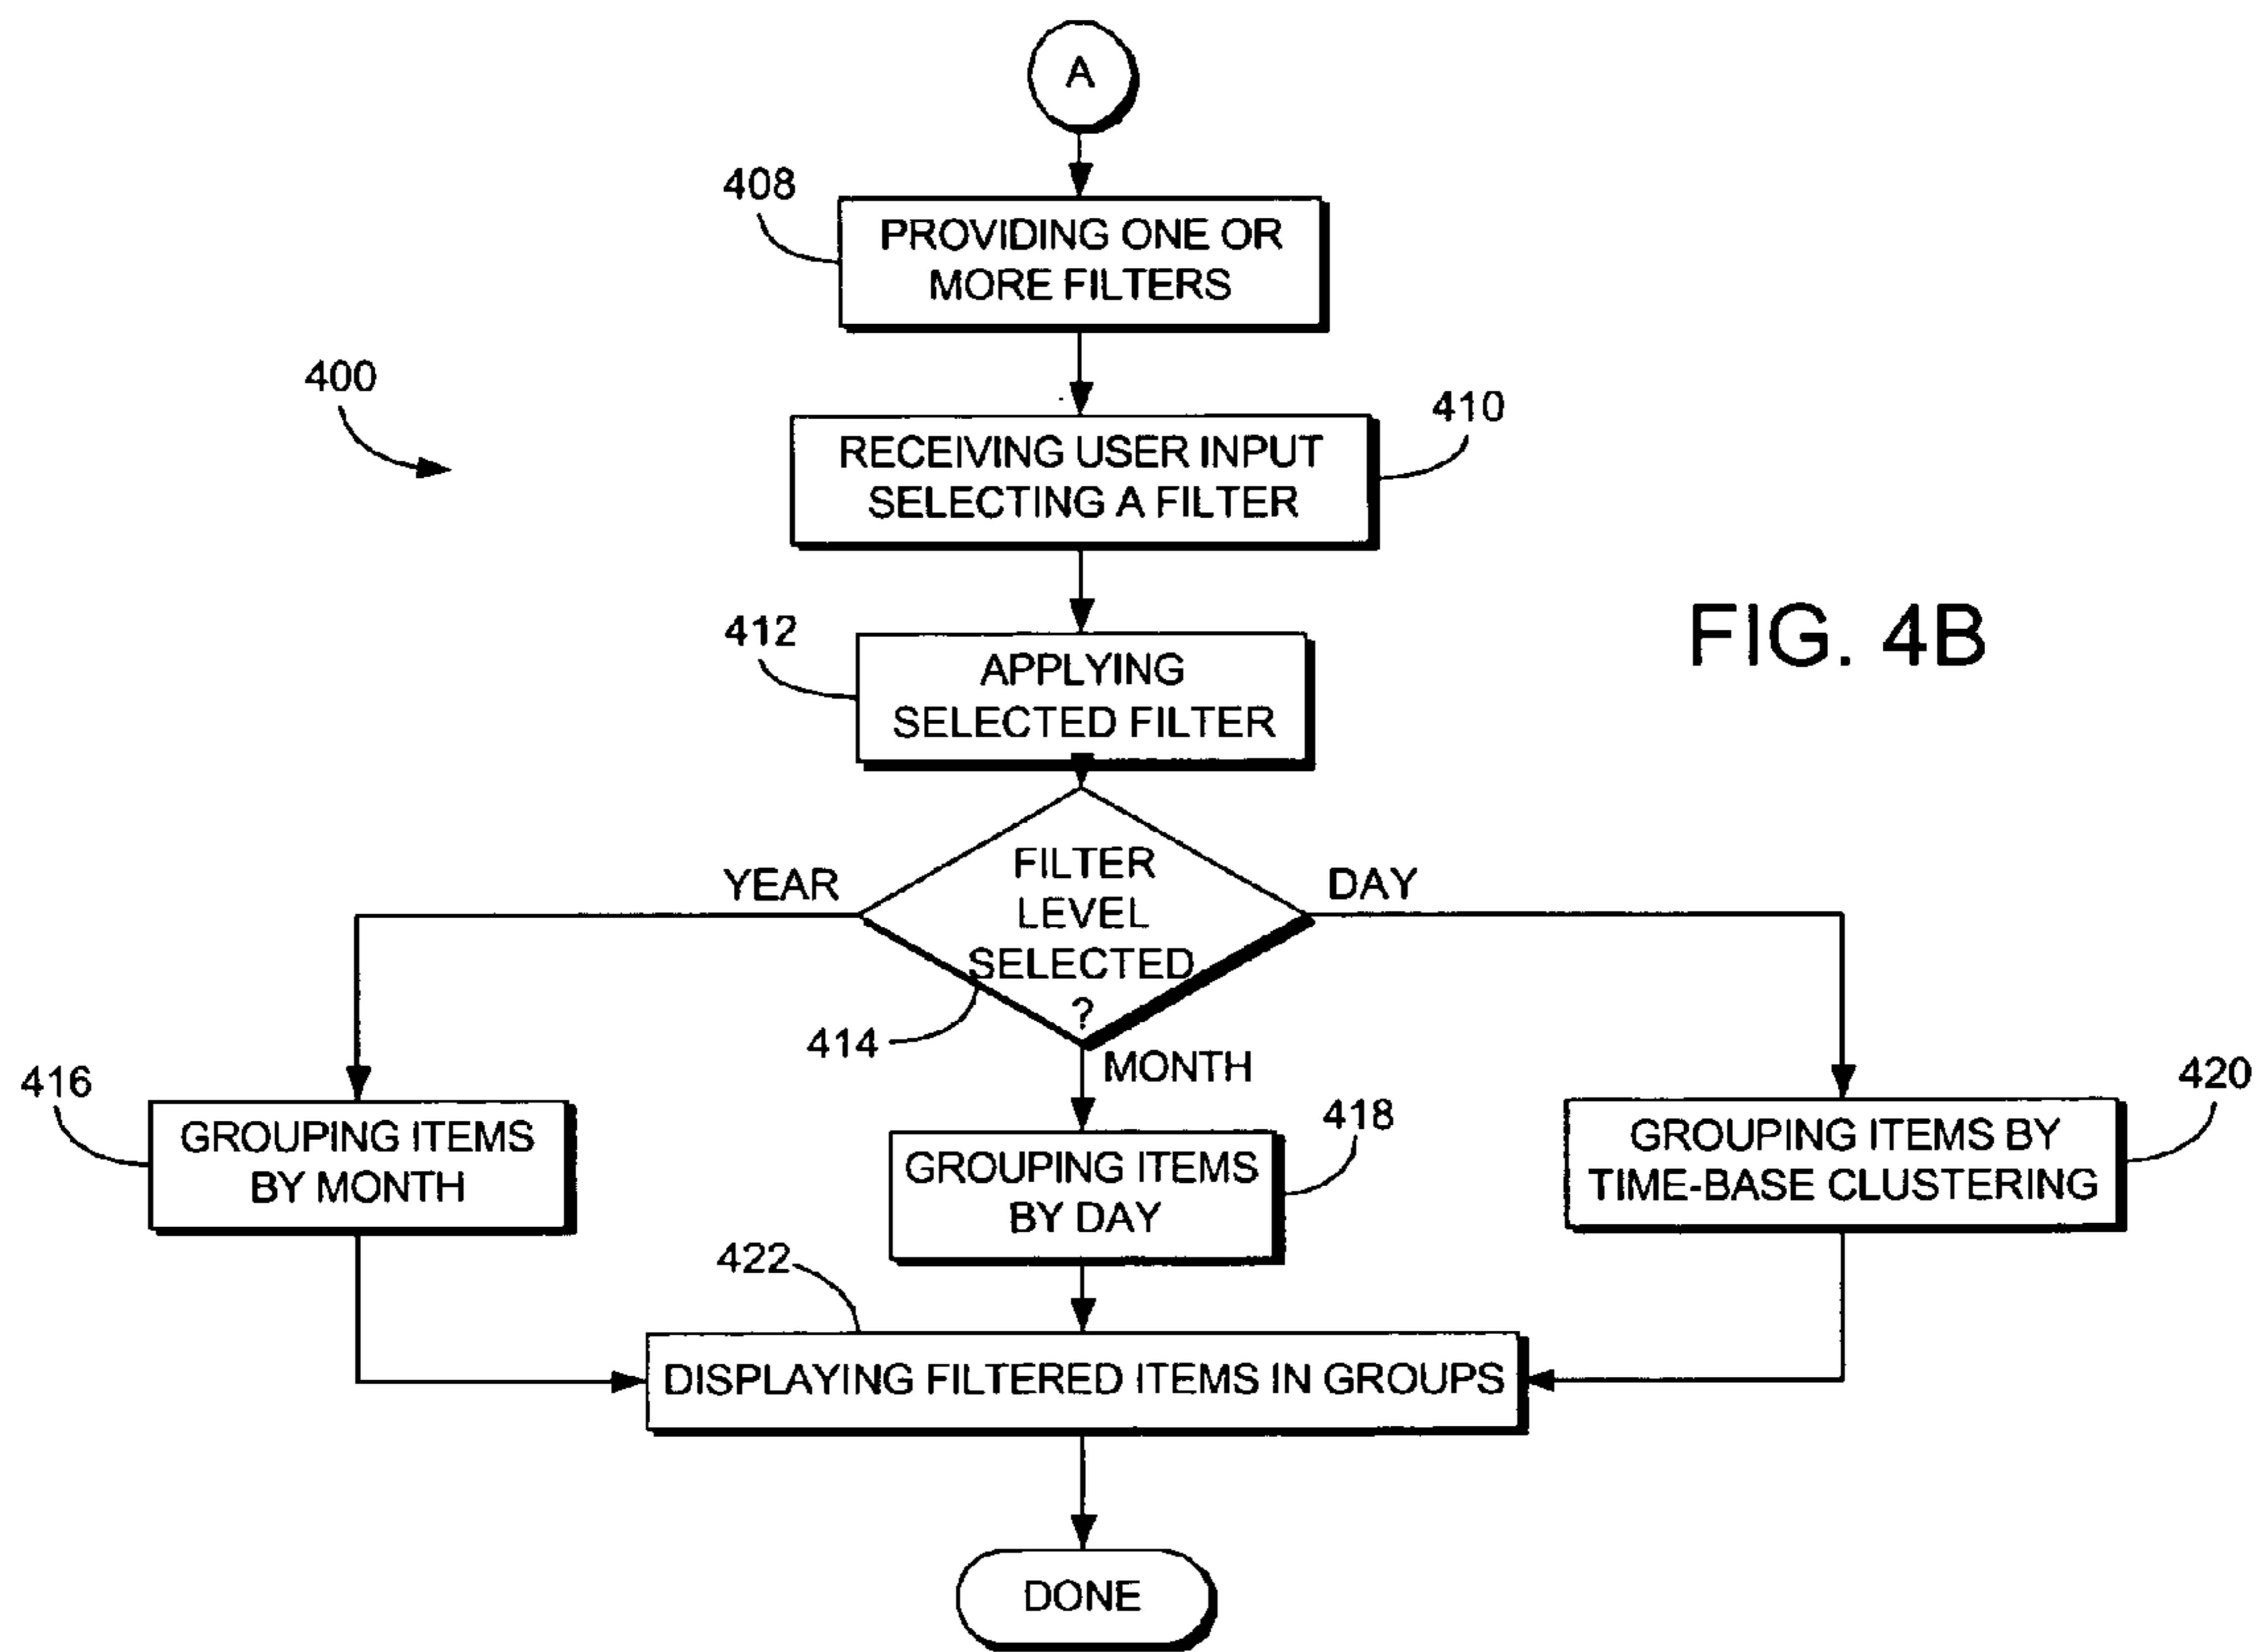 A
408
PROVIDING ONE OR
MORE FILTERS
400
410
RECEIVING USER INPUT
SELECTING A FILTER
FIG. 4B
412
APPLYING
SELECTED FILTER
YEAR
FILTER
LEVEL
SELECTED
?
DAY
414
MONTH
416
GROUPING ITEMS
BY MONTH
418
GROUPING ITEMS
BY DAY
420
GROUPING ITEMS BY
TIME-BASE CLUSTERING
422
DISPLAYING FILTERED ITEMS IN GROUPS
DONE